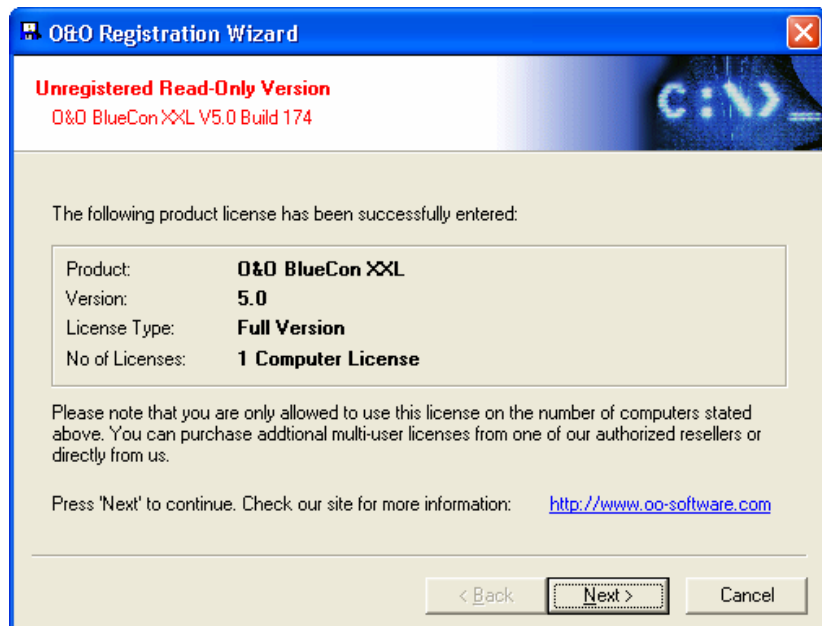 O&O Registration Wizard
Unregistered Read-Only Version
O&O BlueCon XXL V5.0 Build 174
C:\>_
The following product license has been successfully entered:
Product: O&O BlueCon XXL
Version: 5.0
License Type: Full Version
No of Licenses: 1 Computer License
Please note that you are only allowed to use this license on the number of computers stated
above. You can purchase addtional multi-user licenses from one of our authorized resellers or
directly from us.
Press 'Next' to continue. Check our site for more information: http://www.oo-software.com
< Back Next > Cancel